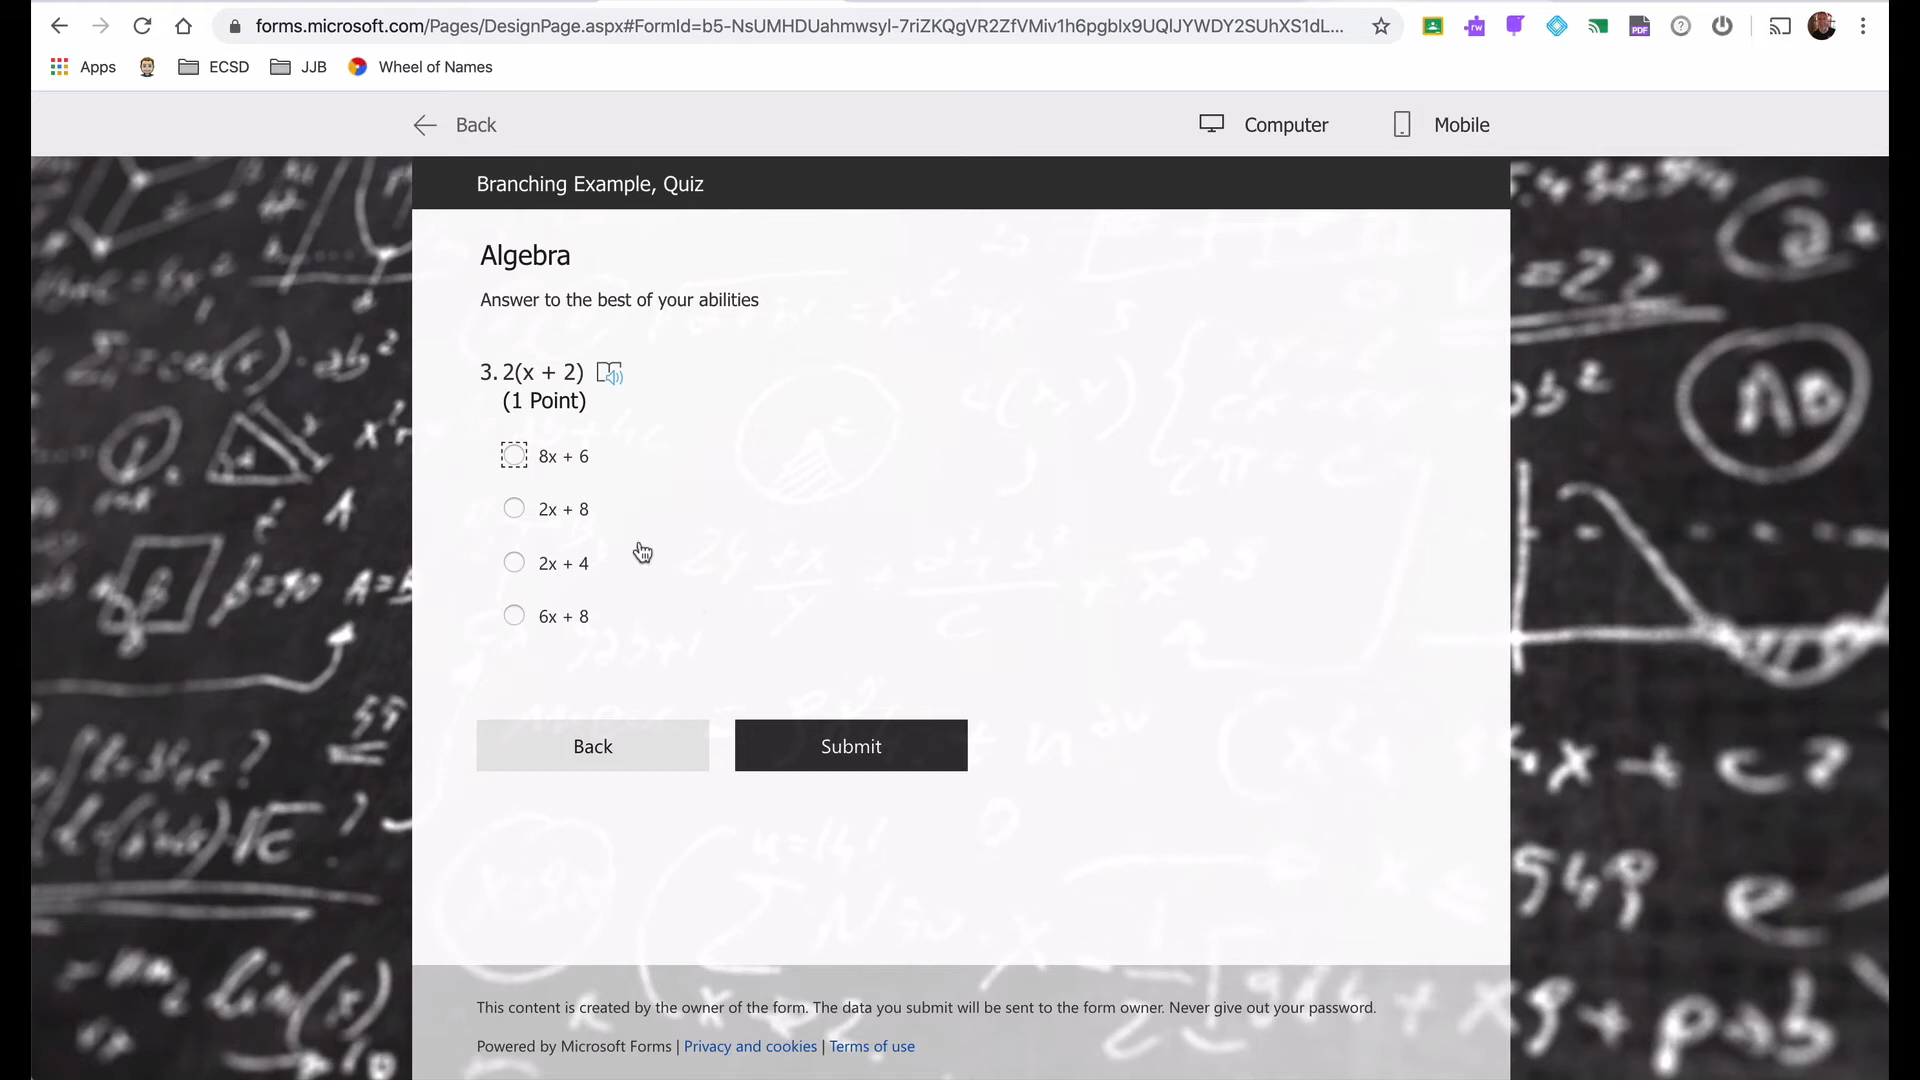 forms.microsoft.com/Pages/DesignPage.aspx#FormId=b5-NsUMHDUahmwsyl-7riZKQgVR2ZfVMiv1h6pgbIx9UQlJYWDY2SUhXS1dL...
Apps ECSD JJB Wheel of Names
Back Computer Mobile
Branching Example, Quiz
Algebra
Answer to the best of your abilities
3. 2(x + 2)
(1 Point)
8x + 6
2x + 8
2x + 4
6x + 8
Back Submit
This content is created by the owner of the form. The data you submit will be sent to the form owner. Never give out your password.
Powered by Microsoft Forms | Privacy and cookies | Terms of use